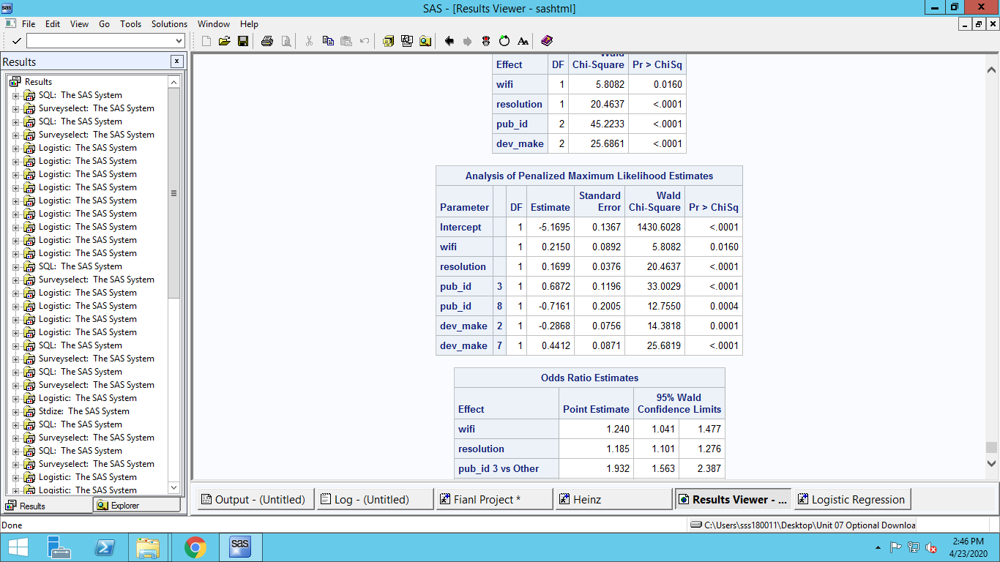 sas SAS - [Results Viewer - sashtml]
File Edit View Go Tools Solutions Window Help
Results
Results
SQL: The SAS System
Surveyselect: The SAS System
SQL: The SAS System
Surveyselect: The SAS System
Logistic: The SAS System
Logistic: The SAS System
Logistic: The SAS System
Logistic: The SAS System
Logistic: The SAS System
Logistic: The SAS System
Logistic: The SAS System
Logistic: The SAS System
Logistic: The SAS System
SQL: The SAS System
Surveyselect: The SAS System
Logistic: The SAS System
Logistic: The SAS System
Logistic: The SAS System
Logistic: The SAS System
SQL: The SAS System
Surveyselect: The SAS System
SQL: The SAS System
Surveyselect: The SAS System
Logistic: The SAS System
Stdize: The SAS System
SQL: The SAS System
Surveyselect: The SAS System
SQL: The SAS System
Surveyselect: The SAS System
Logistic: The SAS System
Logistic: The SAS System
Results Explorer
Wald
Effect DF Chi-Square Pr > ChiSq
wifi 1 5.8082 0.0160
resolution 1 20.4637 <.0001
pub_id 2 45.2233 <.0001
dev_make 2 25.6861 <.0001
Analysis of Penalized Maximum Likelihood Estimates
Standard Wald
Parameter DF Estimate Error Chi-Square Pr > ChiSq
Intercept 1 -5.1695 0.1367 1430.6028 <.0001
wifi 1 0.2150 0.0892 5.8082 0.0160
resolution 1 0.1699 0.0376 20.4637 <.0001
pub_id 3 1 0.6872 0.1196 33.0029 <.0001
pub_id 8 1 -0.7161 0.2005 12.7550 0.0004
dev_make 2 1 -0.2868 0.0756 14.3818 0.0001
dev_make 7 1 0.4412 0.0871 25.6819 <.0001
Odds Ratio Estimates
95% Wald
Effect Point Estimate Confidence Limits
wifi 1.240 1.041 1.477
resolution 1.185 1.101 1.276
pub_id 3 vs Other 1.932 1.563 2.387
Output - (Untitled) Log - (Untitled) Fianl Project * Heinz Results Viewer - ... Logistic Regression
Done C:\Users\sss180011\Desktop\Unit 07 Optional Downloa
sas
2:46 PM
4/23/2020